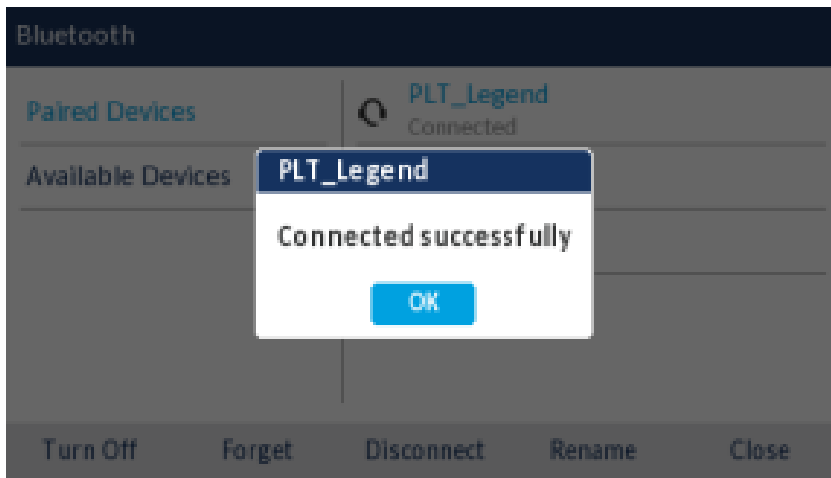 Bluetooth
Paired Devices
PLT_Legend
Connected
Available Devices
PLT_Legend
Connected successfully
OK
Turn Off Forget Disconnect Rename Close